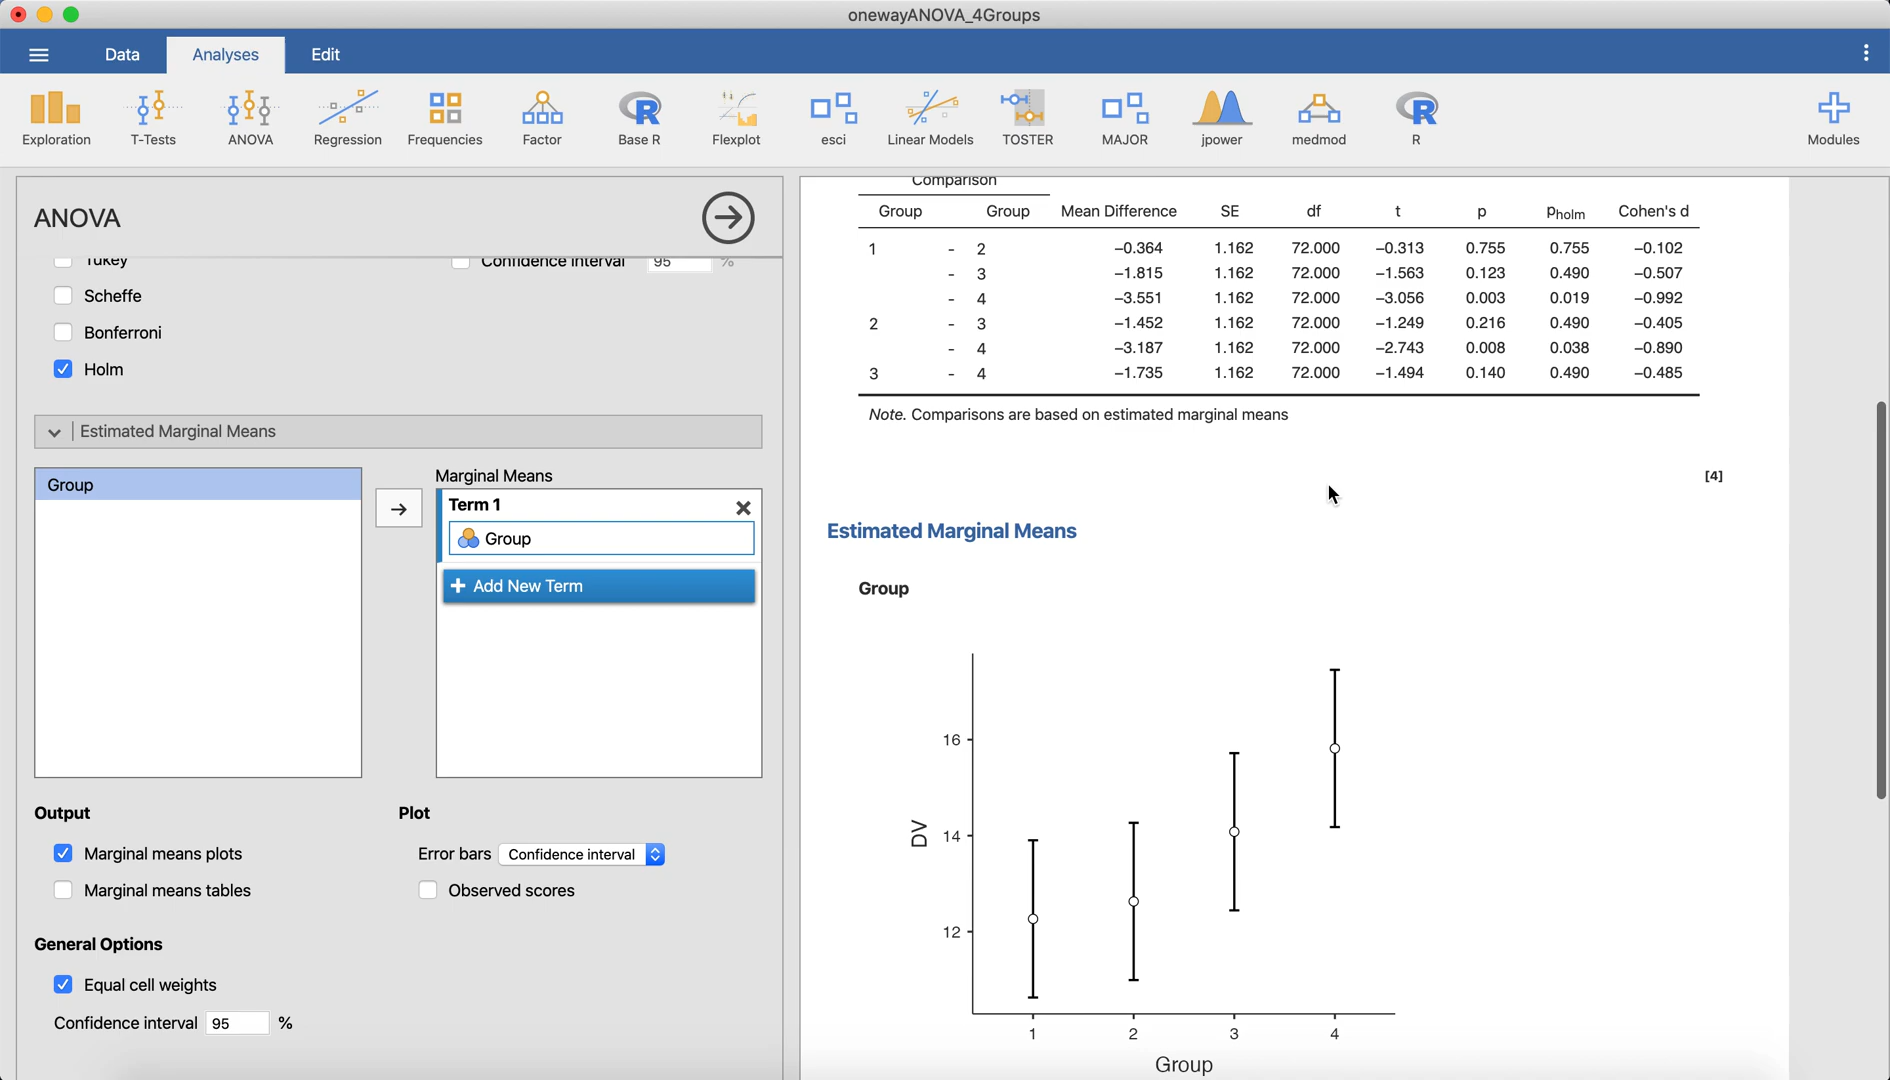 onewayANOVA_4Groups
Data Analyses Edit
Exploration T-Tests ANOVA Regression Frequencies Factor Base R Flexplot esci Linear Models TOSTER MAJOR jpower medmod R Modules
ANOVA
Tukey
Confidence interval 95 %
Scheffe
Bonferroni
Holm
Estimated Marginal Means
Group
Marginal Means
Term 1
Group
Add New Term
Output
Marginal means plots
Marginal means tables
Plot
Error bars Confidence interval
Observed scores
General Options
Equal cell weights
Confidence interval 95 %
Comparison
Group Group Mean Difference SE df t p pholm Cohen's d
1 - 2 −0.364 1.162 72.000 −0.313 0.755 0.755 −0.102
- 3 −1.815 1.162 72.000 −1.563 0.123 0.490 −0.507
- 4 −3.551 1.162 72.000 −3.056 0.003 0.019 −0.992
2 - 3 −1.452 1.162 72.000 −1.249 0.216 0.490 −0.405
- 4 −3.187 1.162 72.000 −2.743 0.008 0.038 −0.890
3 - 4 −1.735 1.162 72.000 −1.494 0.140 0.490 −0.485
Note. Comparisons are based on estimated marginal means
[4]
Estimated Marginal Means
Group
16
14
12
DV
1 2 3 4
Group